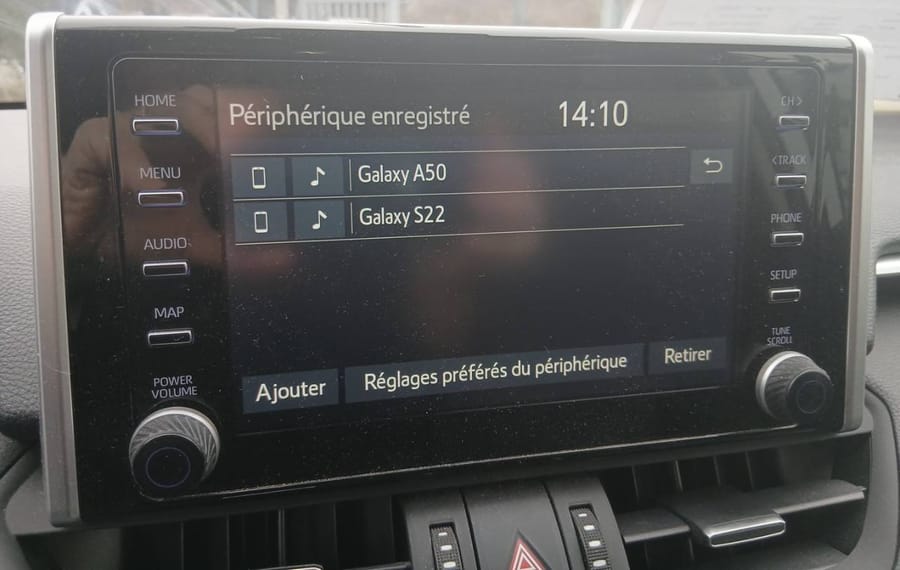 HOME
MENU
AUDIO
MAP
POWER
VOLUME
Périphérique enregistré 14:10
Galaxy A50
Galaxy S22
Ajouter Réglages préférés du périphérique Retirer
CH>
<TRACK
PHONE
SETUP
TUNE
SCROLL